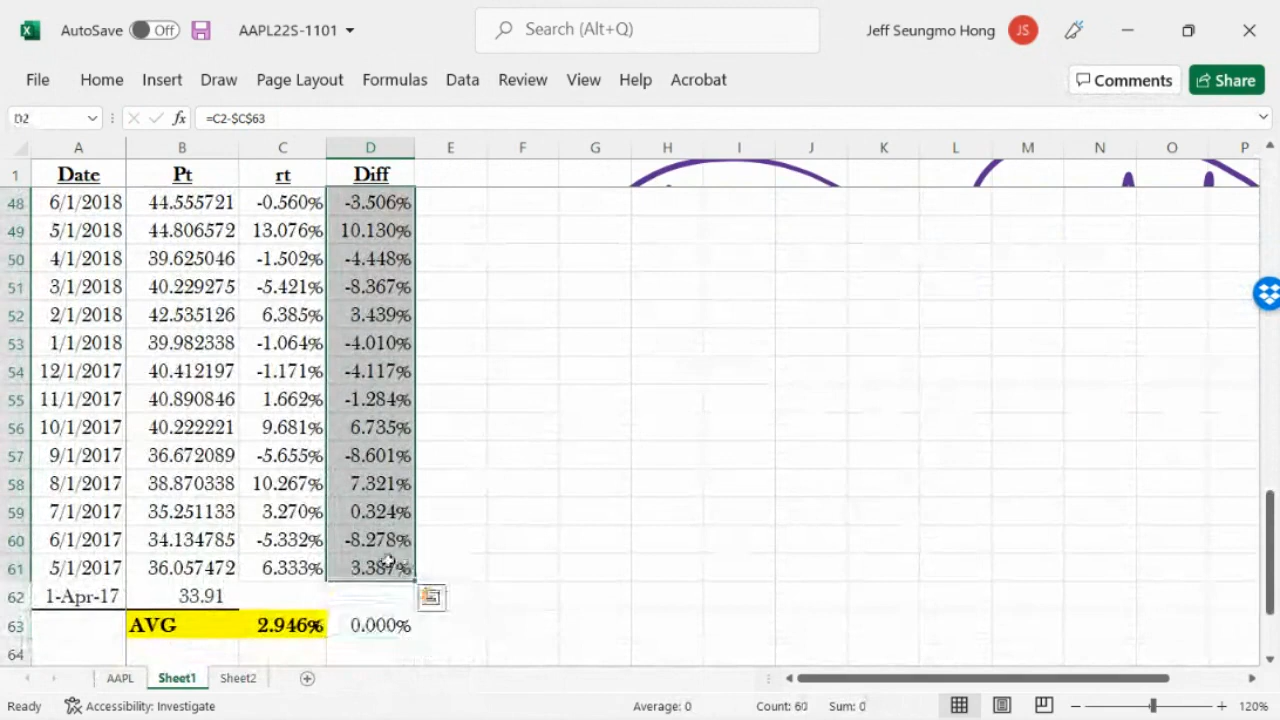 AutoSave Off AAPL22S-1101 Search (Alt+Q) Jeff Seungmo Hong JS
File Home Insert Draw Page Layout Formulas Data Review View Help Acrobat Comments Share
D2 fx =C2-$C$63
A B C D E F G H I J K L M N O P
1 Date Pt rt Diff
48 6/1/2018 44.555721 -0.560% -3.506%
49 5/1/2018 44.806572 13.076% 10.130%
50 4/1/2018 39.625046 -1.502% -4.448%
51 3/1/2018 40.229275 -5.421% -8.367%
52 2/1/2018 42.535126 6.385% 3.439%
53 1/1/2018 39.982338 -1.064% -4.010%
54 12/1/2017 40.412197 -1.171% -4.117%
55 11/1/2017 40.890846 1.662% -1.284%
56 10/1/2017 40.222221 9.681% 6.735%
57 9/1/2017 36.672089 -5.655% -8.601%
58 8/1/2017 38.870338 10.267% 7.321%
59 7/1/2017 35.251133 3.270% 0.324%
60 6/1/2017 34.134785 -5.332% -8.278%
61 5/1/2017 36.057472 6.333% 3.387%
62 1-Apr-17 33.91
63 AVG 2.946% 0.000%
64
AAPL Sheet1 Sheet2
Ready Accessibility: Investigate Average: 0 Count: 60 Sum: 0 120%